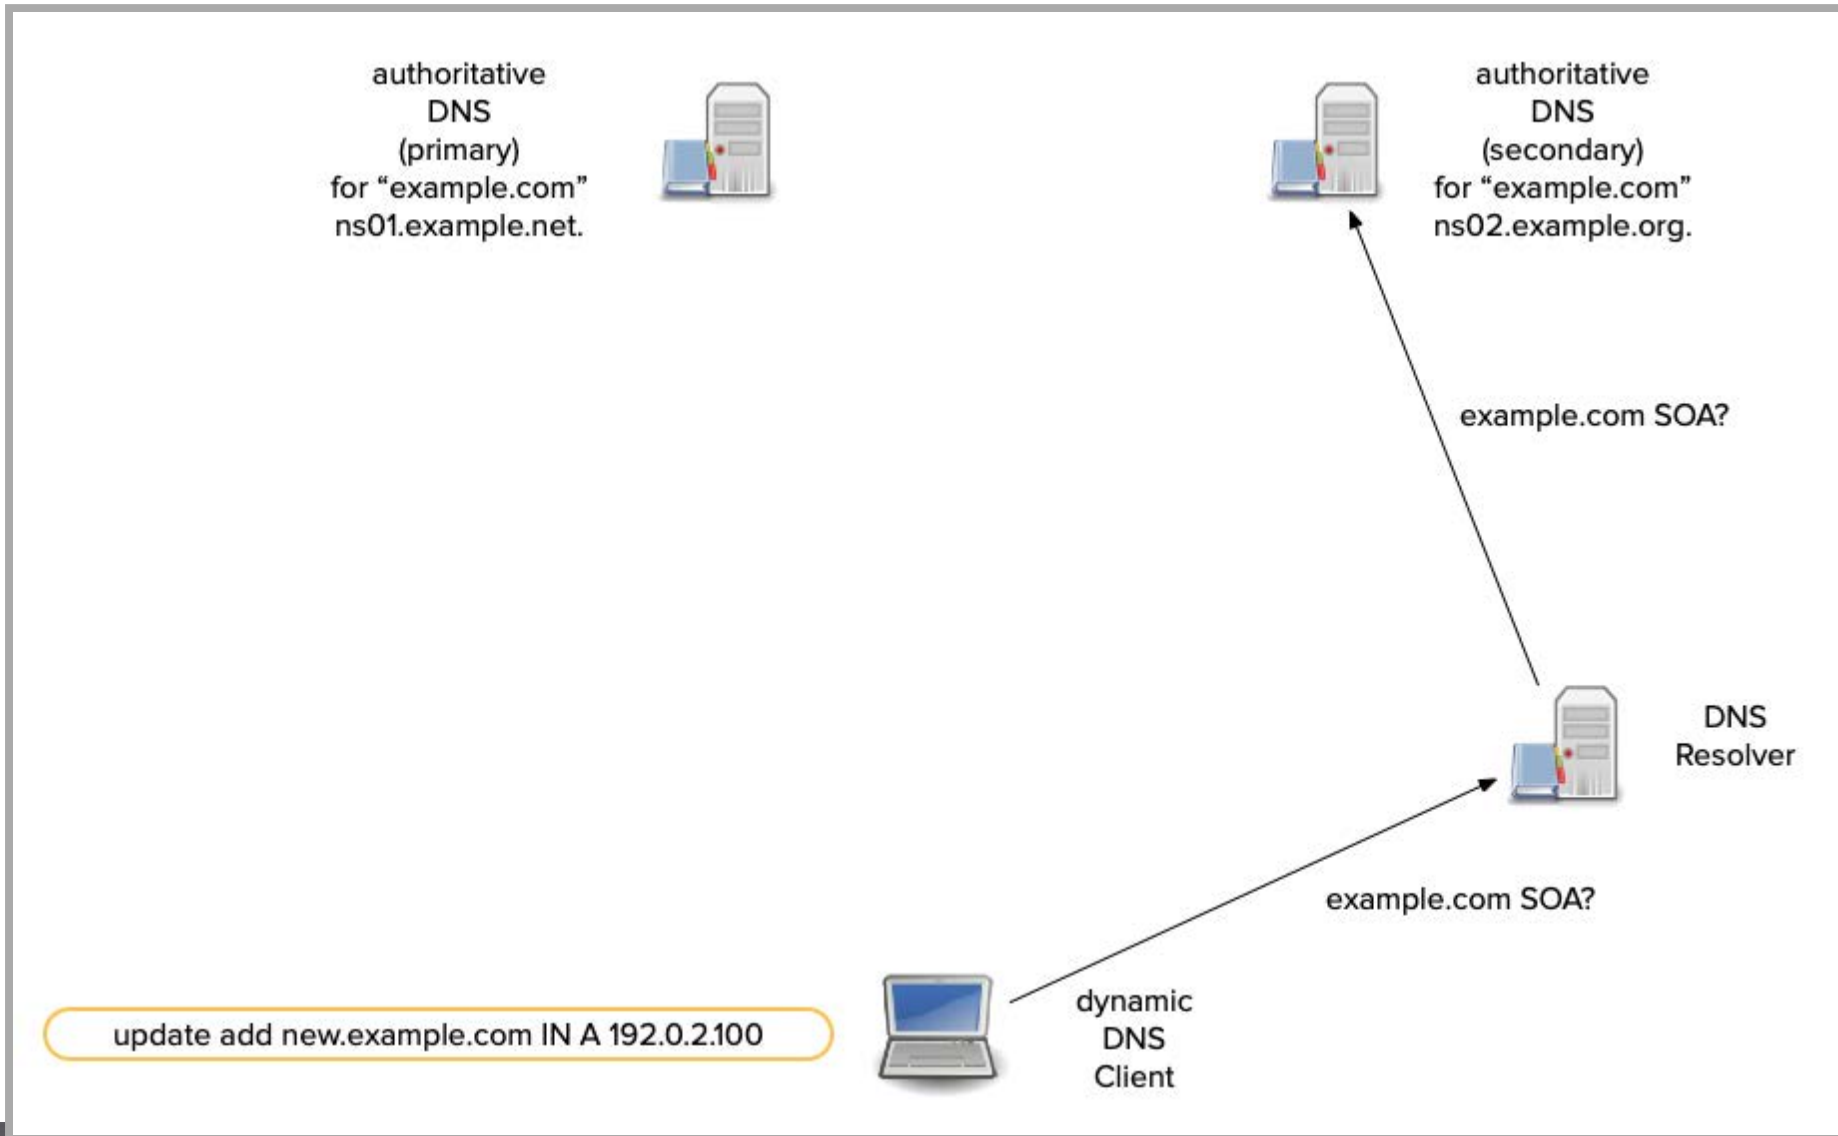 authoritative
DNS
(primary)
for “example.com”
ns01.example.net.
authoritative
DNS
(secondary)
for “example.com”
ns02.example.org.
example.com SOA?
DNS
Resolver
example.com SOA?
dynamic
DNS
Client
update add new.example.com IN A 192.0.2.100